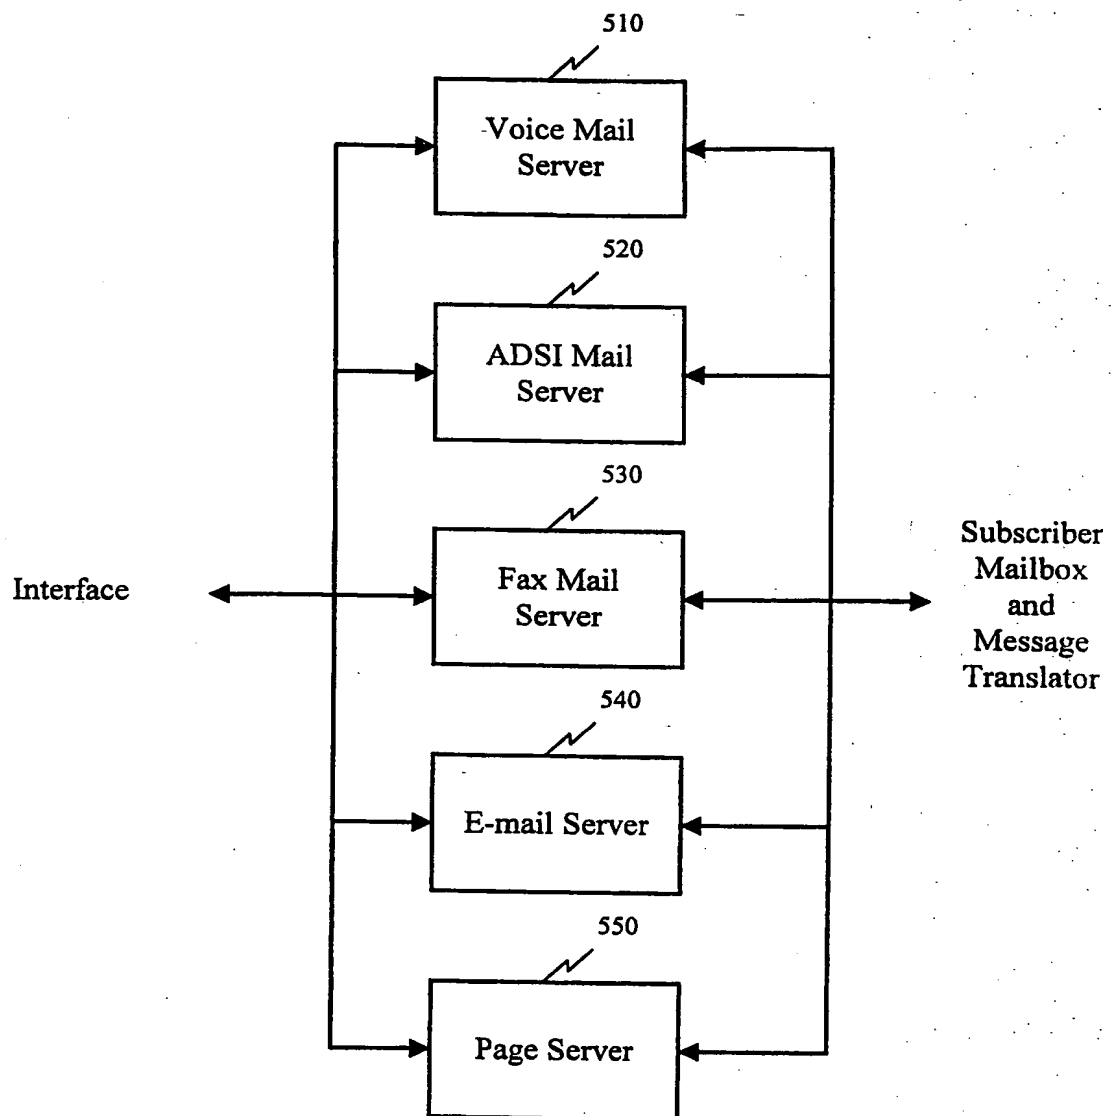 510
Voice Mail
Server
520
ADSI Mail
Server
530
Fax Mail
Server
Interface
Subscriber
Mailbox
and
Message
Translator
540
E-mail Server
550
Page Server